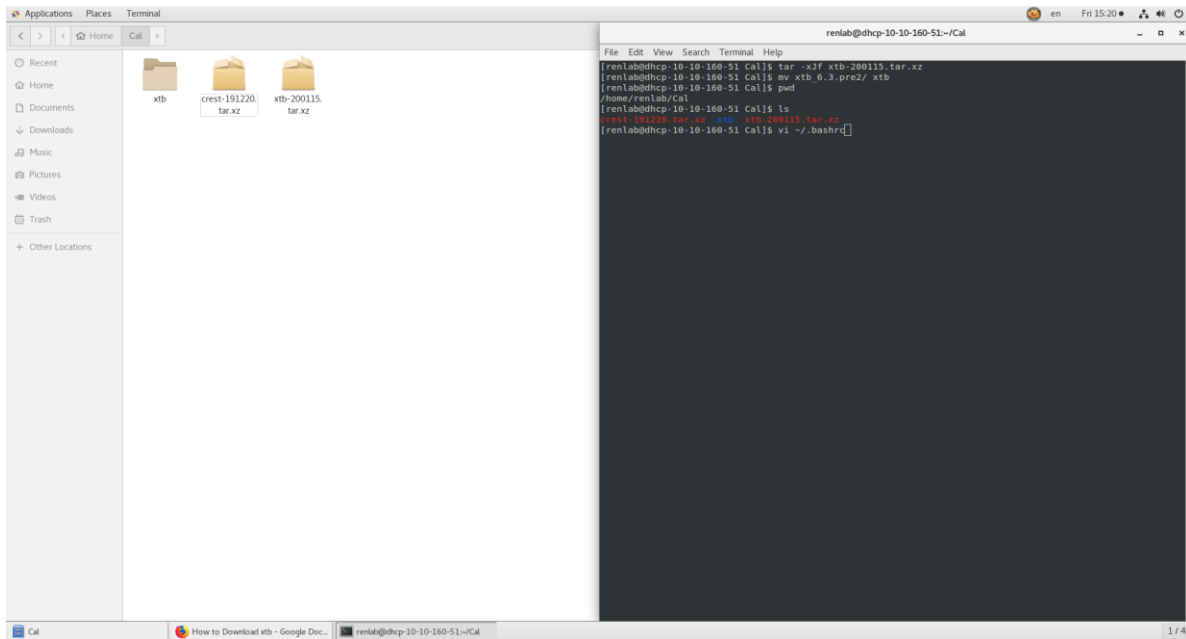 Applications Places Terminal
en Fri 15:20
Home Cal
Recent
Home
Documents
Downloads
Music
Pictures
Videos
Trash
Other Locations
xtb
crest-191220.
tar.xz
xtb-200115.
tar.xz
renlab@dhcp-10-10-160-51:~/Cal
File Edit View Search Terminal Help
[renlab@dhcp-10-10-160-51 Cal]$ tar -xJf xtb-200115.tar.xz
[renlab@dhcp-10-10-160-51 Cal]$ mv xtb_6.3.pre2/ xtb
[renlab@dhcp-10-10-160-51 Cal]$ pwd
/home/renlab/Cal
[renlab@dhcp-10-10-160-51 Cal]$ ls
crest-191220.tar.xz xtb xtb-200115.tar.xz
[renlab@dhcp-10-10-160-51 Cal]$ vi ~/.bashrc
Cal
How to Download xtb - Google Doc...
renlab@dhcp-10-10-160-51:~/Cal
1 / 4